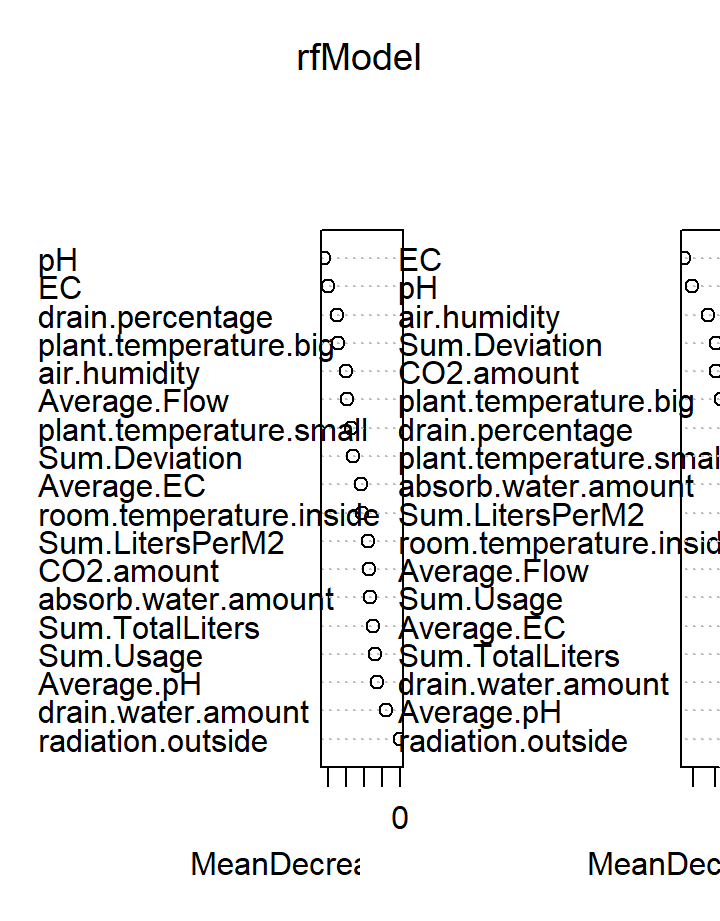 rfModel
pH
EC
drain.percentage
plant.temperature.big
air.humidity
Average.Flow
plant.temperature.small
Sum.Deviation
Average.EC
room.temperature.inside
Sum.LitersPerM2
CO2.amount
absorb.water.amount
Sum.TotalLiters
Sum.Usage
Average.pH
drain.water.amount
radiation.outside
0
MeanDecrea
EC
pH
air.humidity
Sum.Deviation
CO2.amount
plant.temperature.big
drain.percentage
plant.temperature.smal
absorb.water.amount
Sum.LitersPerM2
room.temperature.insid
Average.Flow
Sum.Usage
Average.EC
Sum.TotalLiters
drain.water.amount
Average.pH
radiation.outside
MeanDec